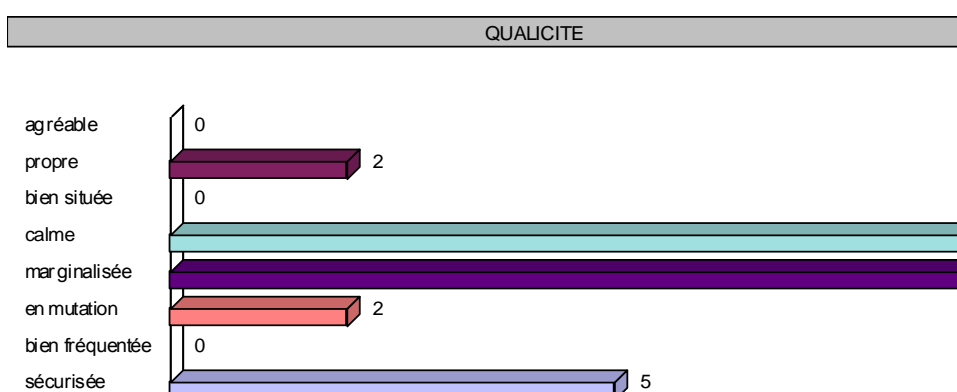 QUALICITE
agréable 0
propre 2
bien située 0
calme
marginalisée
en mutation 2
bien fréquentée 0
sécurisée 5